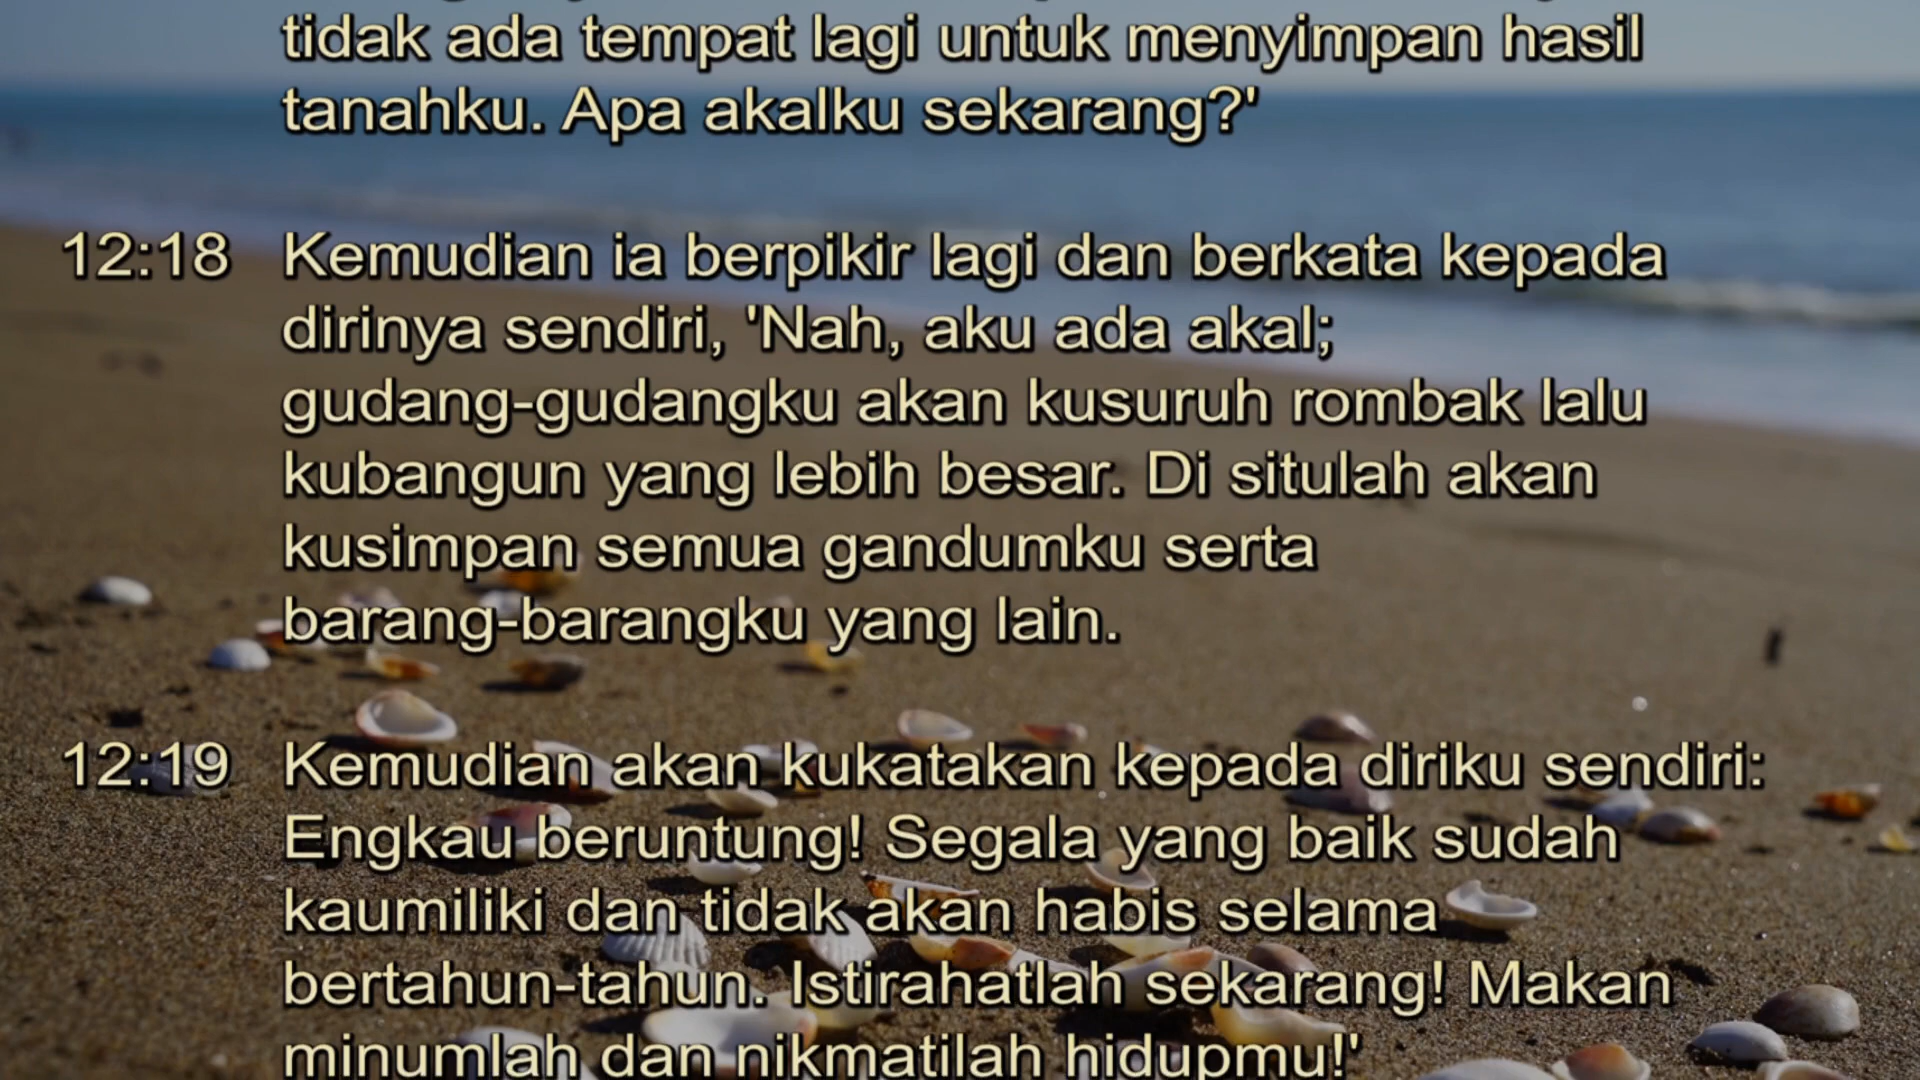 tidak ada tempat lagi untuk menyimpan hasil
tanahku. Apa akalku sekarang?'
12:18 Kemudian ia berpikir lagi dan berkata kepada
dirinya sendiri, 'Nah, aku ada akal;
gudang-gudangku akan kusuruh rombak lalu
kubangun yang lebih besar. Di situlah akan
kusimpan semua gandumku serta
barang-barangku yang lain.
12:19 Kemudian akan kukatakan kepada diriku sendiri:
Engkau beruntung! Segala yang baik sudah
kaumiliki dan tidak akan habis selama
bertahun-tahun. Istirahatlah sekarang! Makan
minumlah dan nikmatilah hidupmu!'